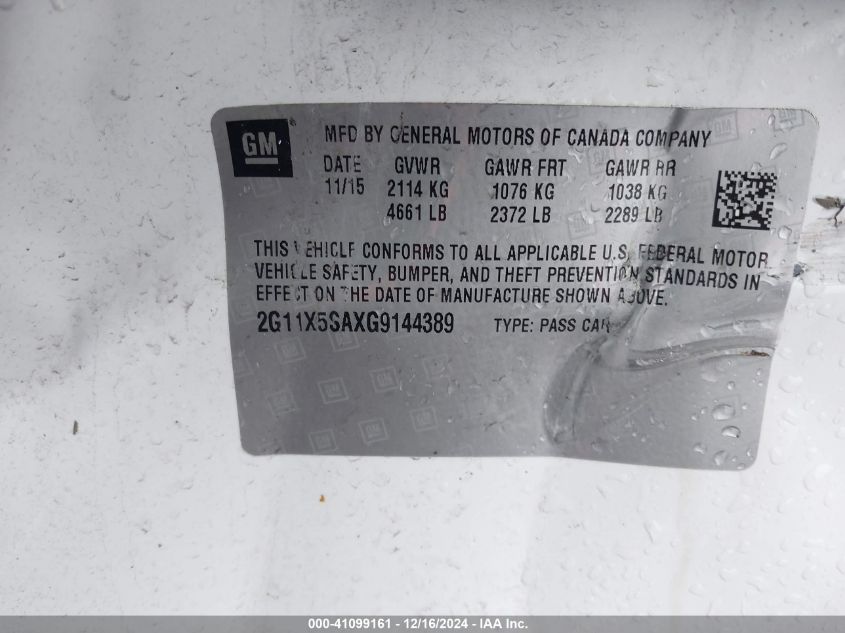 GM
MFD BY GENERAL MOTORS OF CANADA COMPANY
DATE GVWR GAWR FRT GAWR RR
11/15 2114 KG 1076 KG 1038 KG
4661 LB 2372 LB 2289 LB
THIS VEHICLE CONFORMS TO ALL APPLICABLE U.S. FEDERAL MOTOR
VEHICLE SAFETY, BUMPER, AND THEFT PREVENTION STANDARDS IN
EFFECT ON THE DATE OF MANUFACTURE SHOWN ABOVE.
2G11X5SAXG9144389 TYPE: PASS CAR
000-41099161 - 12/16/2024 - IAA Inc.